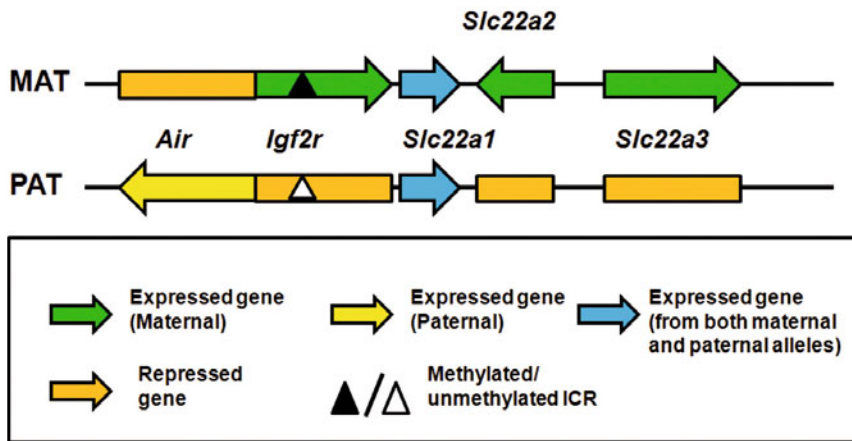 Slc22a2
MAT
Air Igf2r Slc22a1 Slc22a3
PAT
Expressed gene
(Maternal)
Expressed gene
(Paternal)
Expressed gene
(from both maternal
and paternal alleles)
Repressed
gene
Methylated/
unmethylated ICR